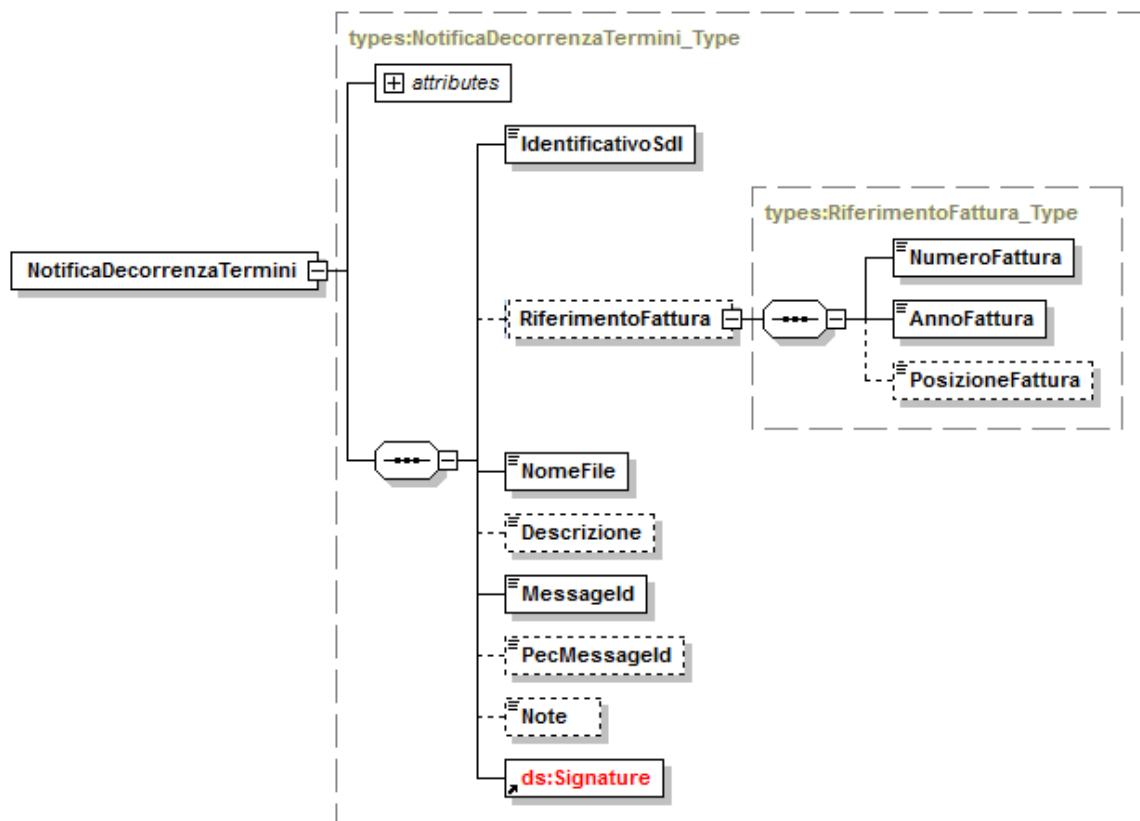 types:NotificaDecorrenzaTermini_Type
attributes
IdentificativoSdI
types:RiferimentoFattura_Type
NumeroFattura
NotificaDecorrenzaTermini
RiferimentoFattura
AnnoFattura
PosizioneFattura
NomeFile
Descrizione
MessageId
PecMessageId
Note
ds:Signature